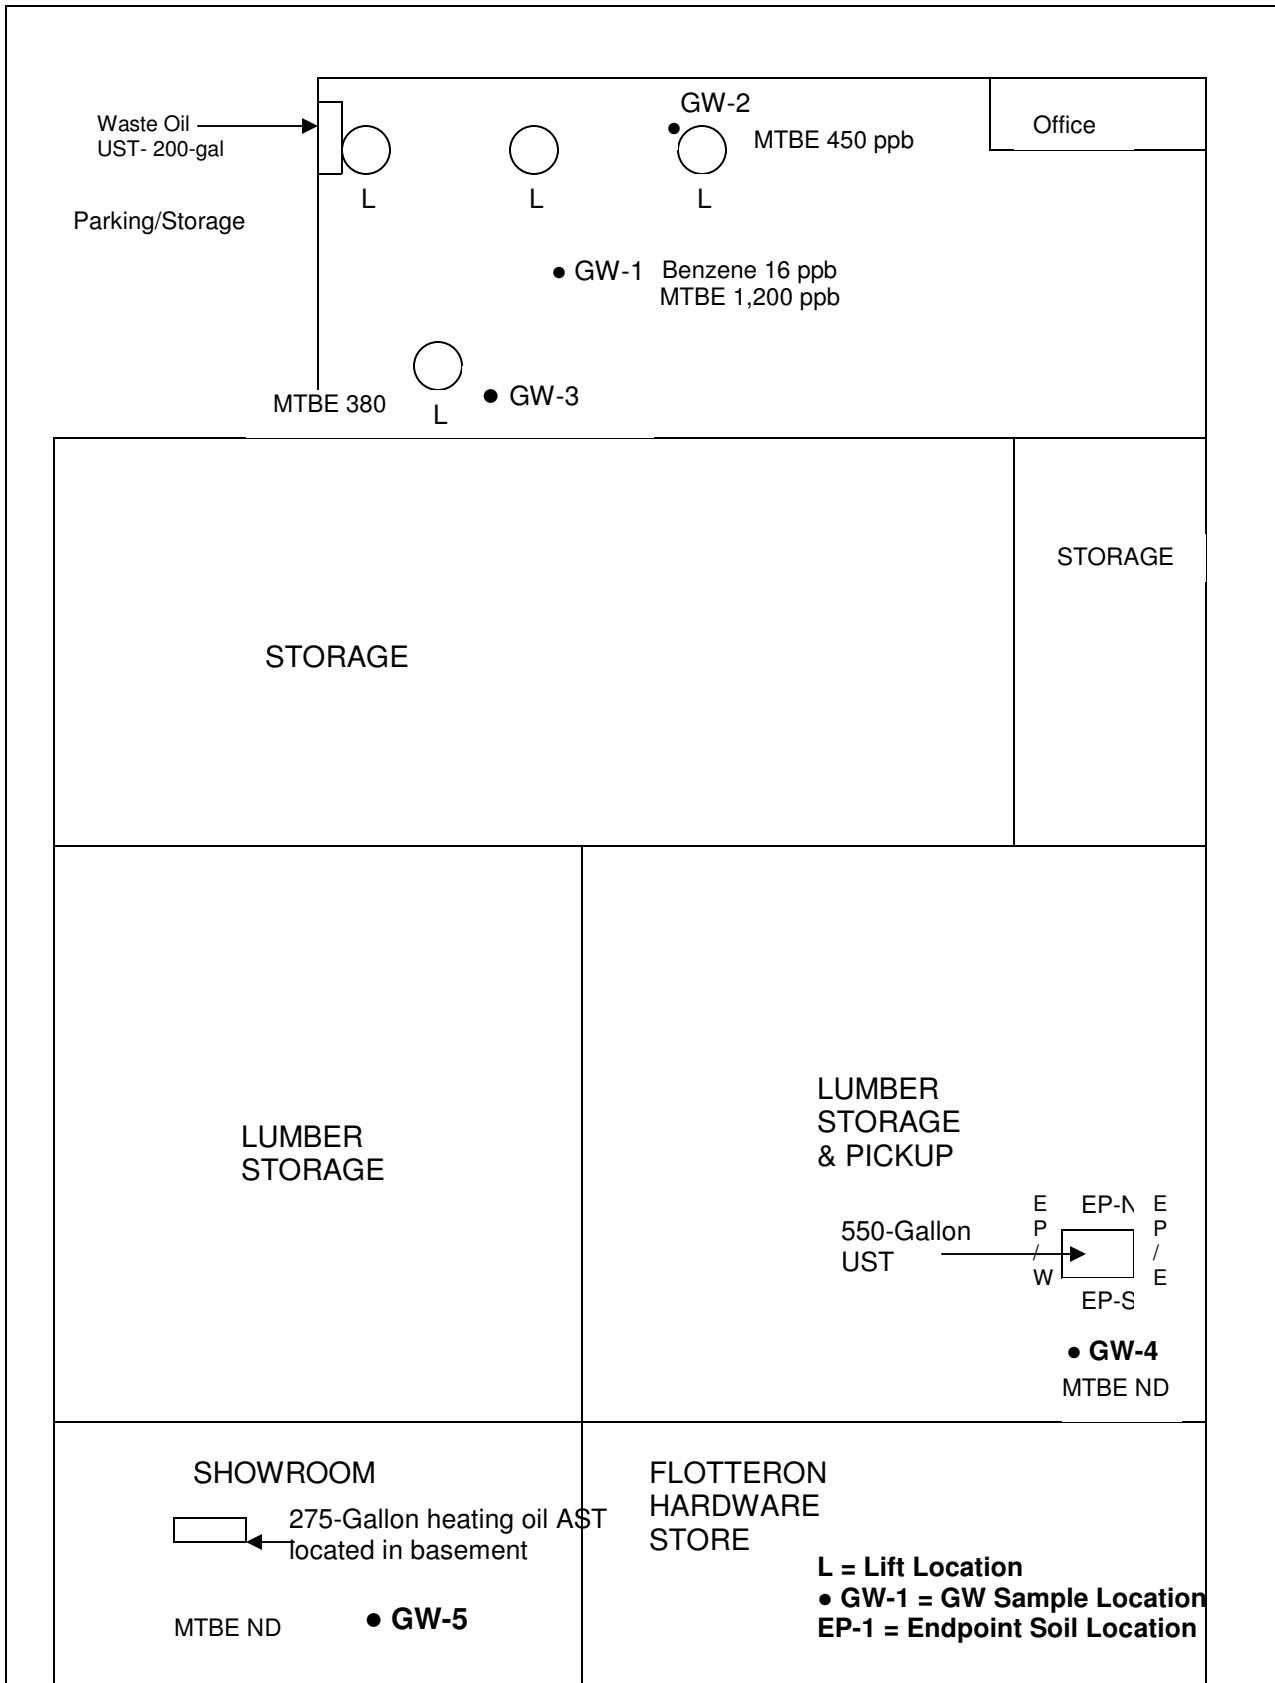 GW-2
Waste Oil
UST- 200-gal
MTBE 450 ppb
Office
L
L
L
Parking/Storage
● GW-1 Benzene 16 ppb
MTBE 1,200 ppb
MTBE 380
L
● GW-3
STORAGE
STORAGE
LUMBER
STORAGE
LUMBER
STORAGE
& PICKUP
550-Gallon
UST
E
P
/
W
EP-N
E
P
/
E
EP-S
● GW-4
MTBE ND
SHOWROOM
275-Gallon heating oil AST
located in basement
MTBE ND
● GW-5
FLOTTERON
HARDWARE
STORE
L = Lift Location
● GW-1 = GW Sample Location
EP-1 = Endpoint Soil Location